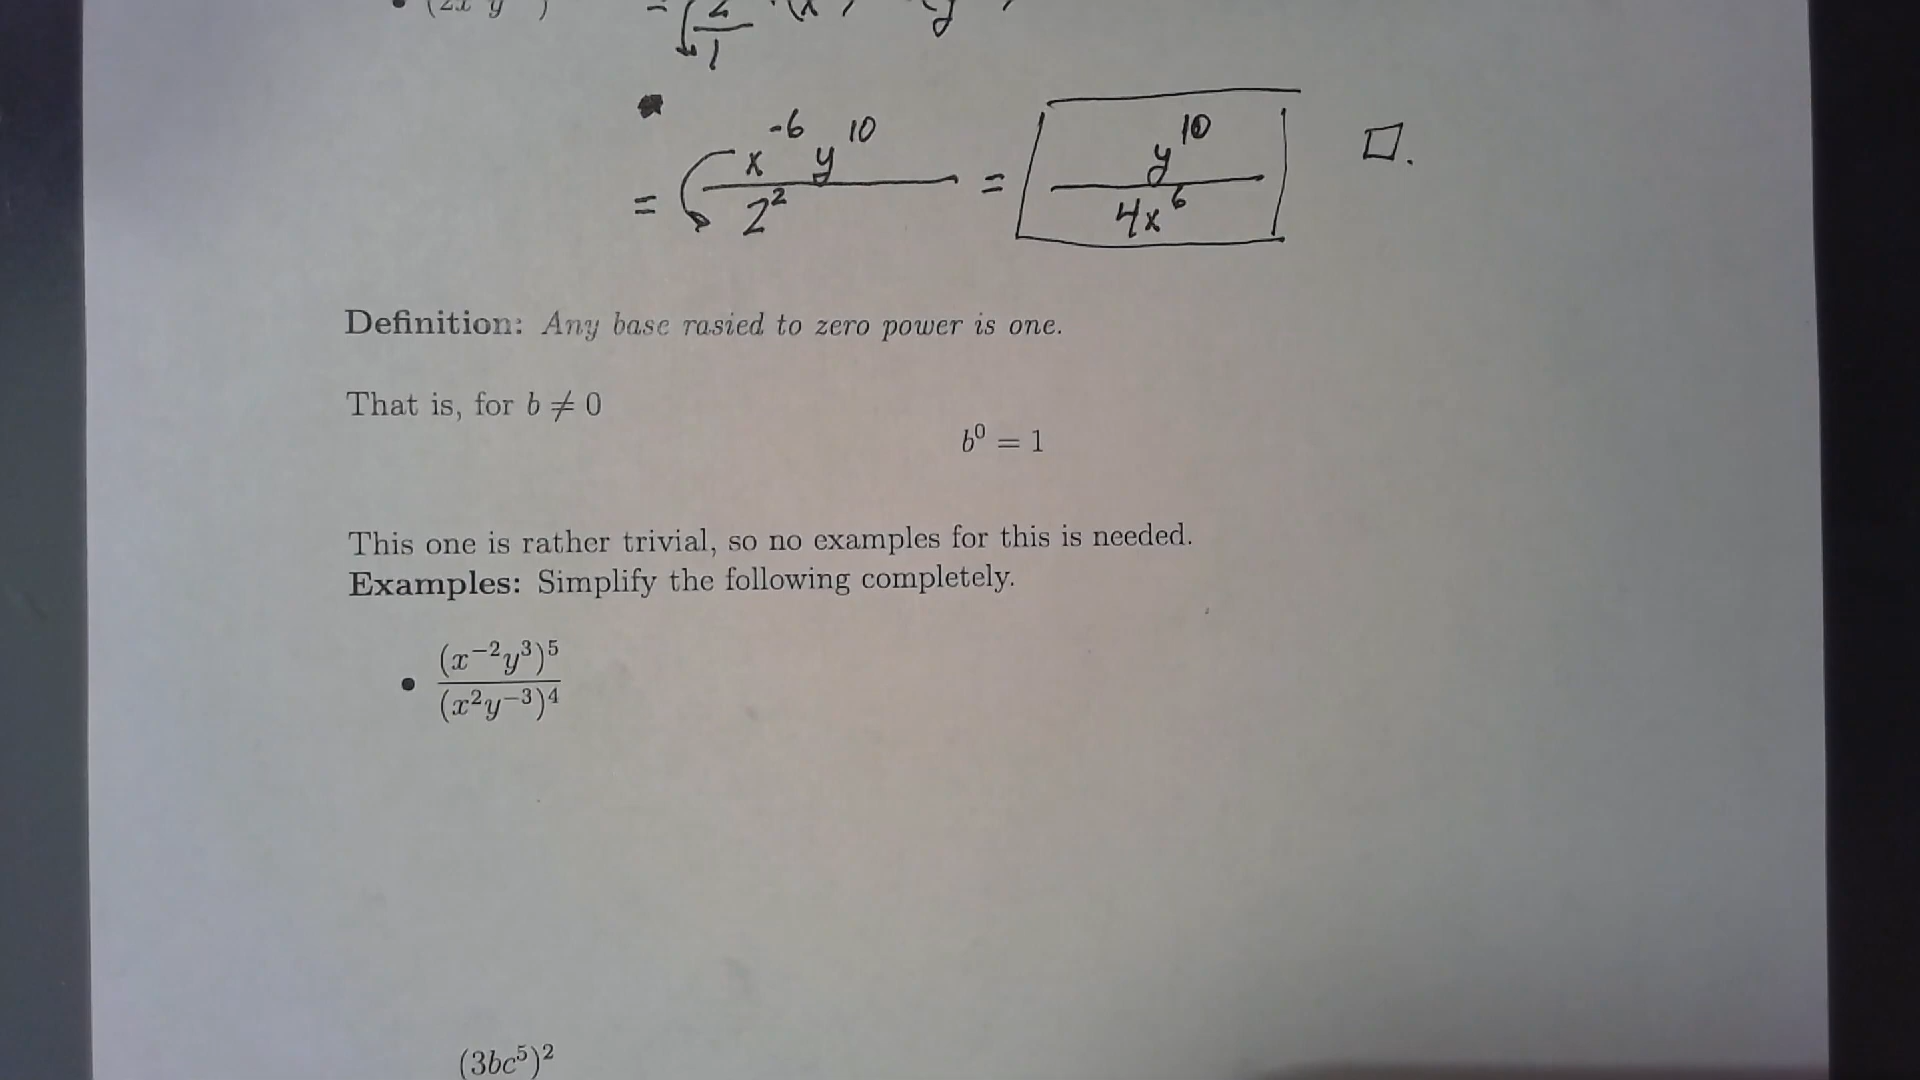 = x^-6 y^10 / 2^2 = y^10 / 4x^6 □.
Definition: Any base rasied to zero power is one.
That is, for b ≠ 0
b^0 = 1
This one is rather trivial, so no examples for this is needed.
Examples: Simplify the following completely.
• (x^−2 y^3)^5 / (x^2 y^−3)^4
(3bc^5)^2